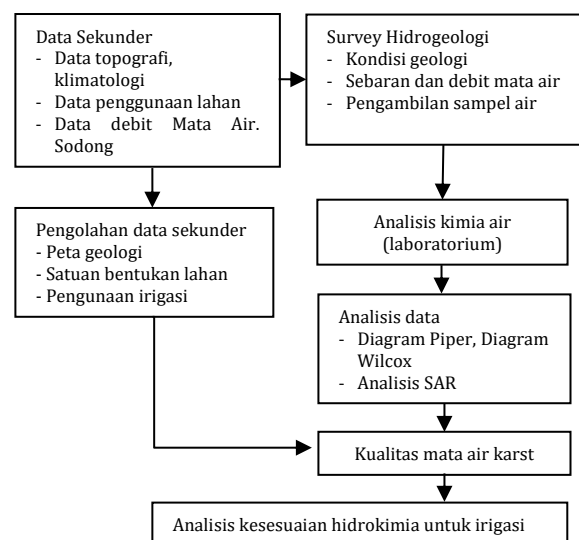 Data Sekunder
- Data topografi,
klimatologi
- Data penggunaan lahan
- Data debit Mata Air.
Sodong
Survey Hidrogeologi
- Kondisi geologi
- Sebaran dan debit mata air
- Pengambilan sampel air
Pengolahan data sekunder
- Peta geologi
- Satuan bentukan lahan
- Pengunaan irigasi
Analisis kimia air
(laboratorium)
Analisis data
- Diagram Piper, Diagram
Wilcox
- Analisis SAR
Kualitas mata air karst
Analisis kesesuaian hidrokimia untuk irigasi